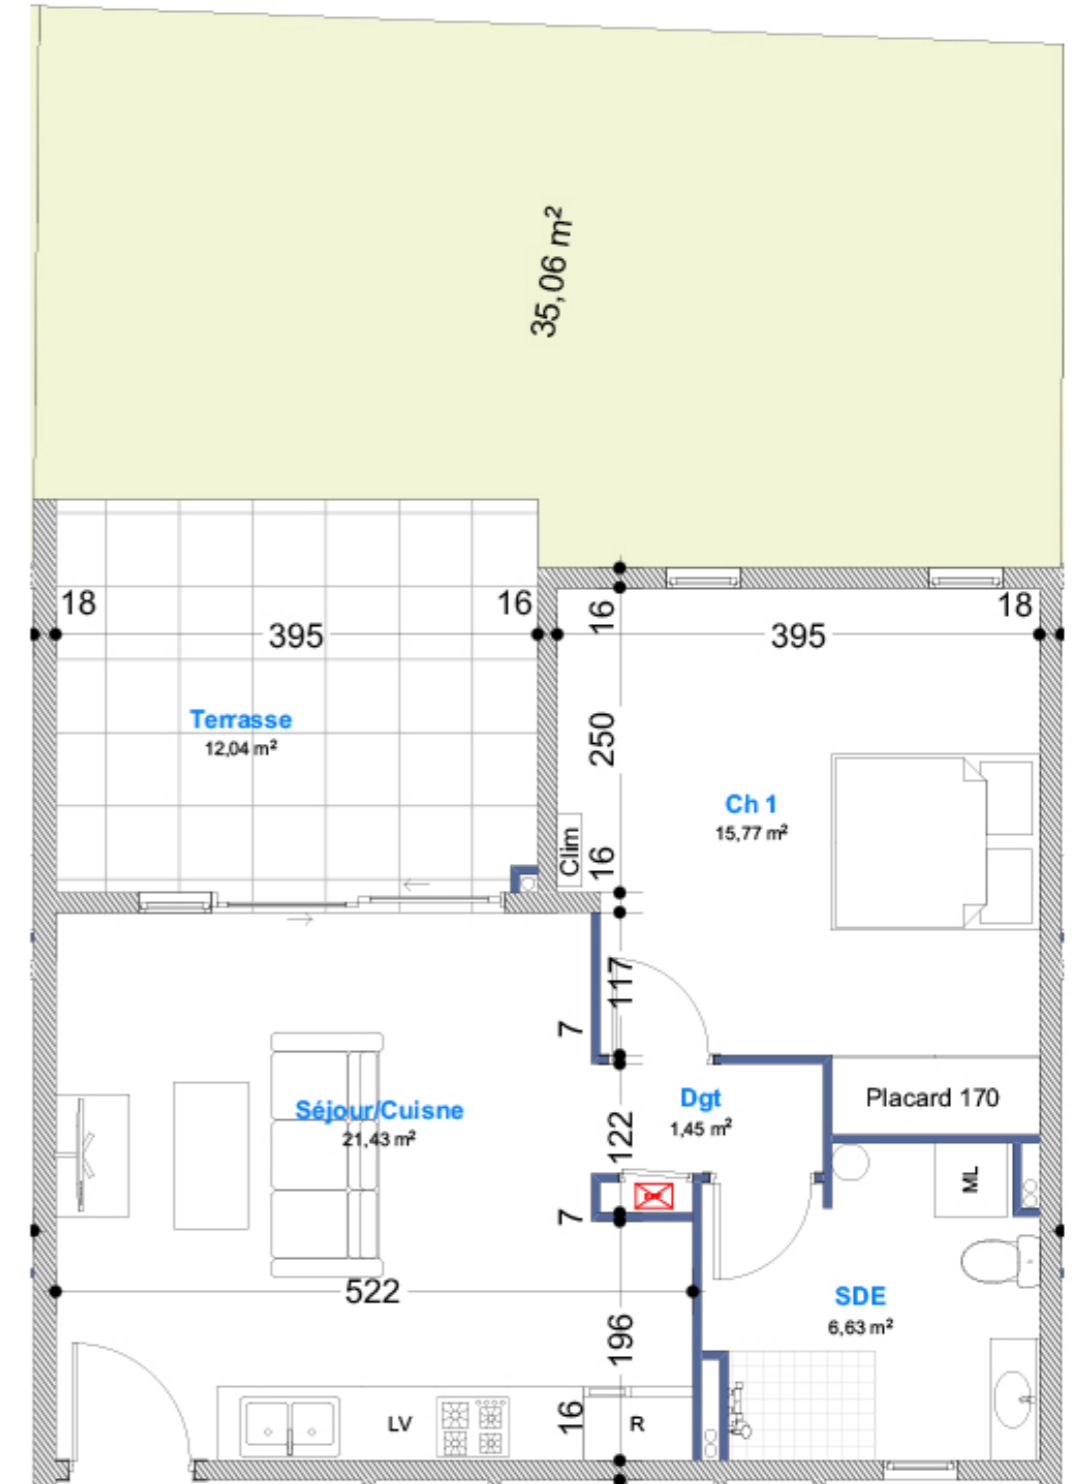 35,06 m²
18
395
16
16
395
18
Terrasse
12,04 m²
250
Ch 1
15,77 m²
Clim
16
117
7
Séjour/Cuisne
21,43 m²
Dgt
1,45 m²
Placard 170
122
ML
7
522
SDE
6,63 m²
196
LV
16
R